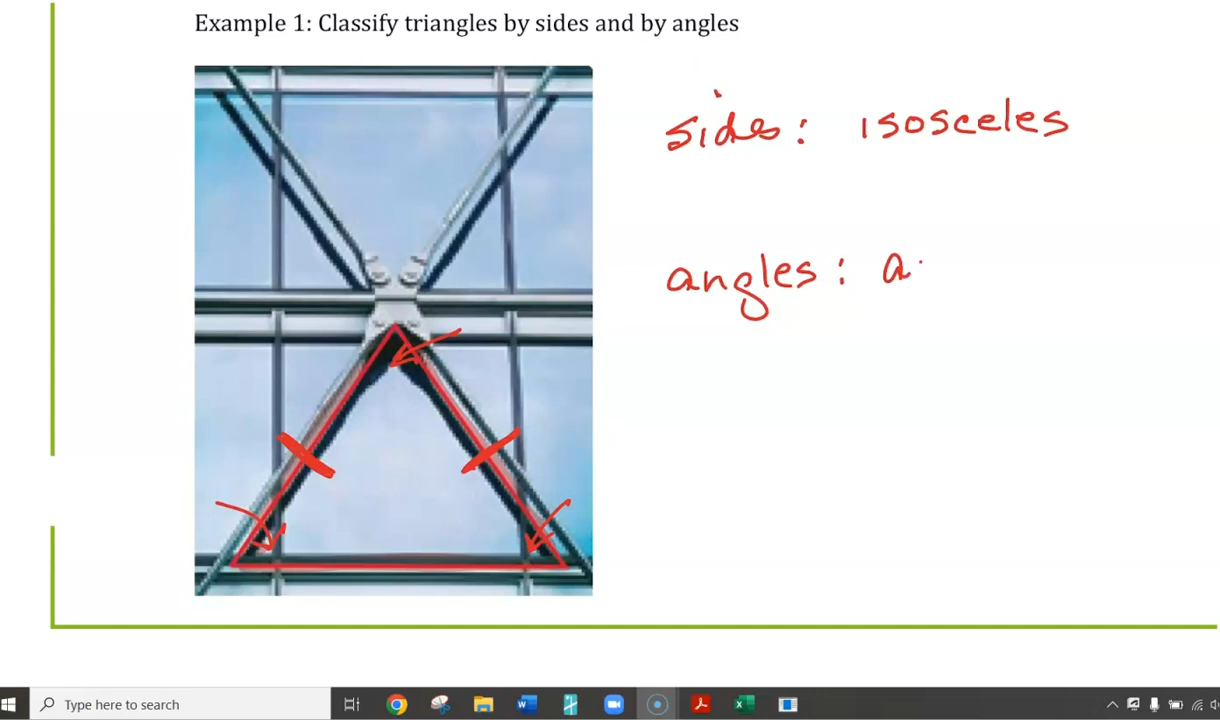 Example 1: Classify triangles by sides and by angles
sides: isosceles
angles: a
Type here to search